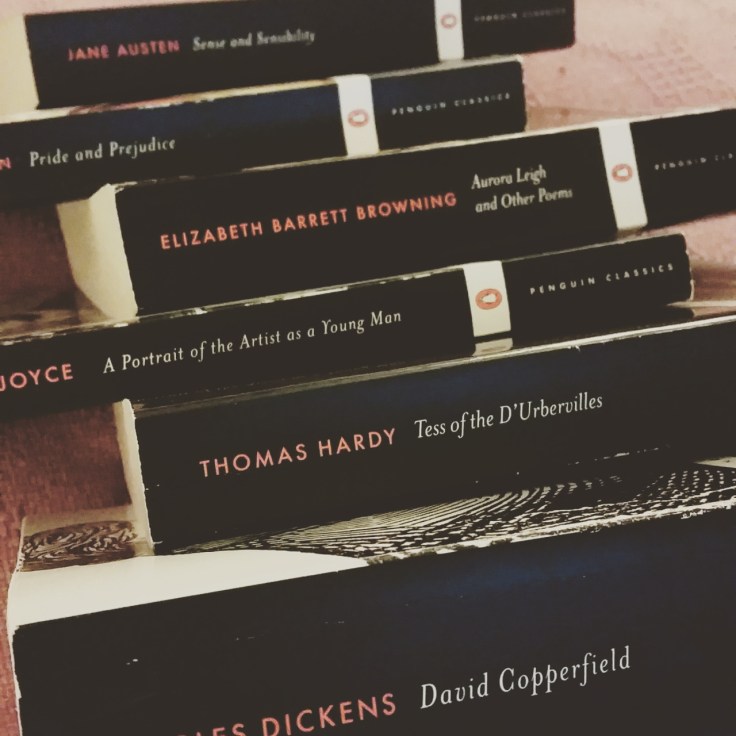 JANE AUSTEN Sense and Sensibility PENGUIN CLASSICS
N Pride and Prejudice PENGUIN CLASSICS
ELIZABETH BARRETT BROWNING Aurora Leigh
and Other Poems PENGUIN
JOYCE A Portrait of the Artist as a Young Man PENGUIN CLASSICS
THOMAS HARDY Tess of the D'Urbervilles
LES DICKENS David Copperfield